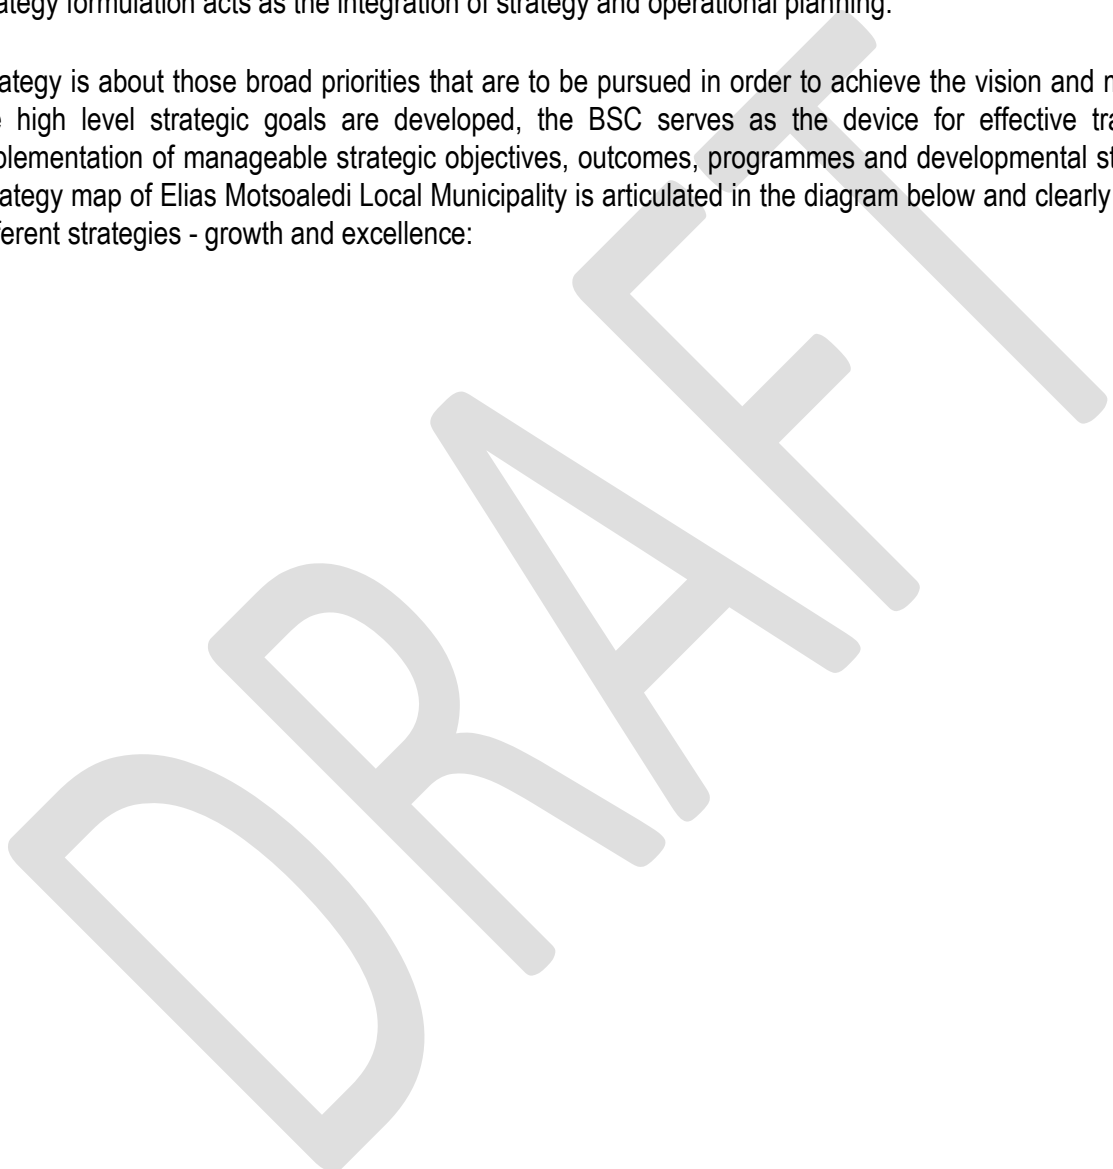 ategy formulation acts as the integration of strategy and operational planning.
ategy is about those broad priorities that are to be pursued in order to achieve the vision and
high level strategic goals are developed, the BSC serves as the device for effective tra
plementation of manageable strategic objectives, outcomes, programmes and developmental st
ategy map of Elias Motsoaledi Local Municipality is articulated in the diagram below and clearly
ferent strategies - growth and excellence:
DRAFT